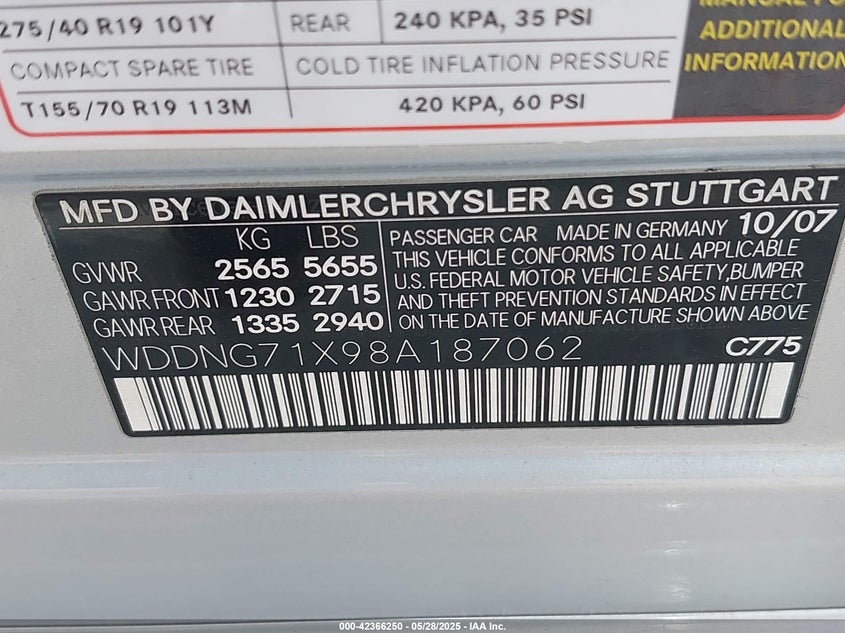 275/40 R19 101Y REAR 240 KPA, 35 PSI
COMPACT SPARE TIRE COLD TIRE INFLATION PRESSURE
T155/70 R19 113M 420 KPA, 60 PSI
MANUAL FOR
ADDITIONAL
INFORMATION
MFD BY DAIMLERCHRYSLER AG STUTTGART
10/07
KG LBS
GVWR 2565 5655
GAWR FRONT 1230 2715
GAWR REAR 1335 2940
PASSENGER CAR MADE IN GERMANY
THIS VEHICLE CONFORMS TO ALL APPLICABLE
U.S. FEDERAL MOTOR VEHICLE SAFETY,BUMPER
AND THEFT PREVENTION STANDARDS IN EFFECT
ON THE DATE OF MANUFACTURE SHOWN ABOVE
WDDNG71X98A187062 C775
000-42366250 - 05/28/2025 - IAA Inc.